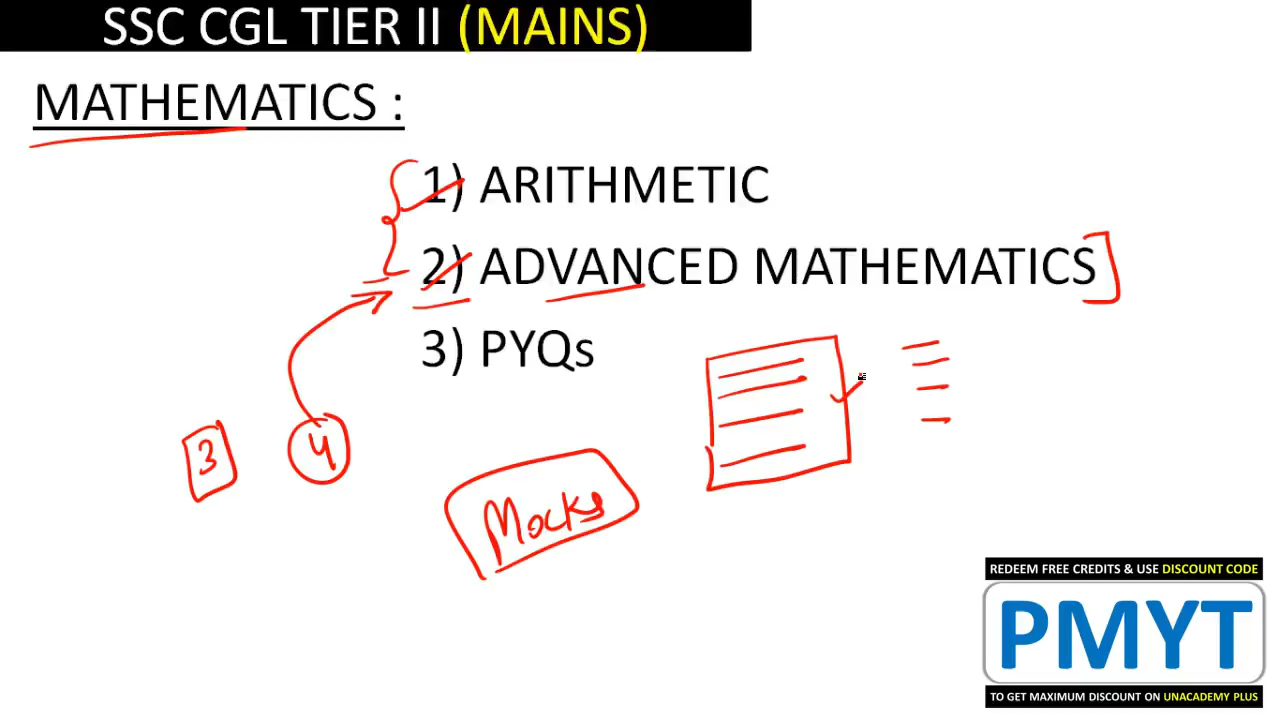 SSC CGL TIER II (MAINS)
MATHEMATICS :
1) ARITHMETIC
2) ADVANCED MATHEMATICS
3) PYQs
3
4
Mocks
REDEEM FREE CREDITS & USE DISCOUNT CODE
PMYT
TO GET MAXIMUM DISCOUNT ON UNACADEMY PLUS